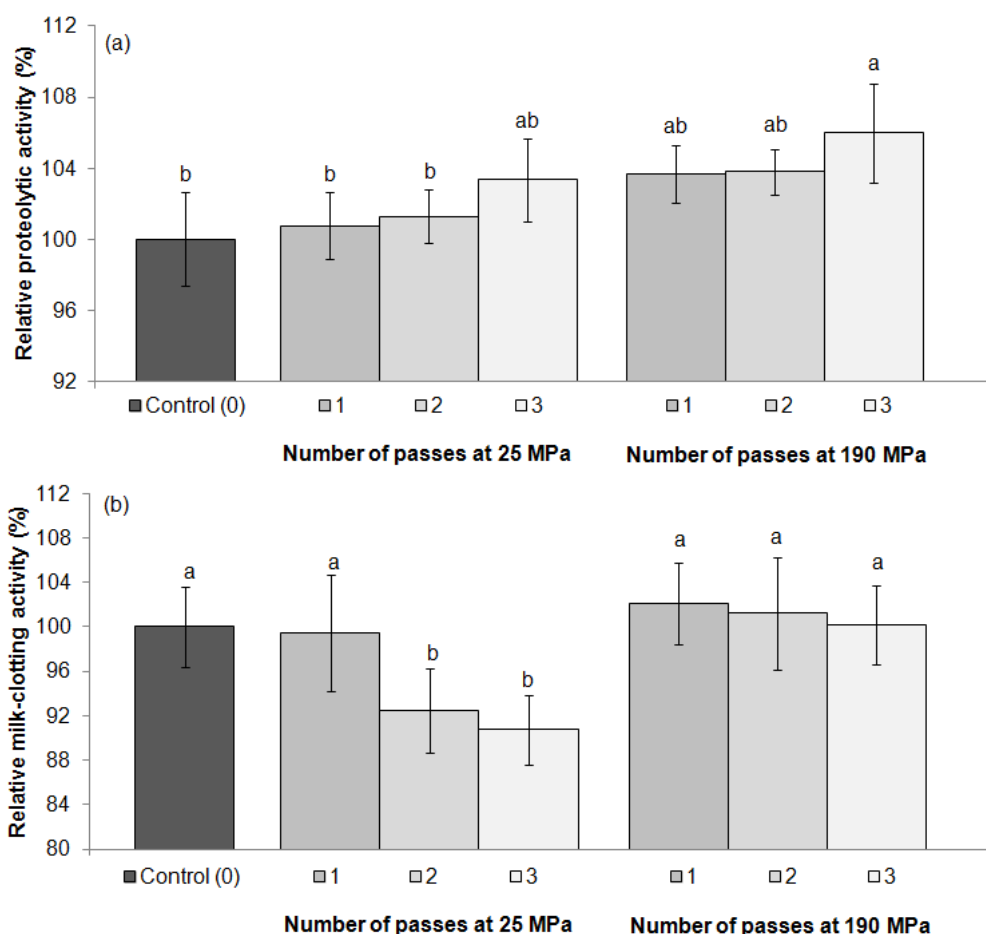 (a)
Relative proteolytic activity (%)
112
108
104
100
96
92
b
b
b
ab
ab
ab
a
Control (0)
1
2
3
1
2
3
Number of passes at 25 MPa
Number of passes at 190 MPa
(b)
Relative milk-clotting activity (%)
112
108
104
100
96
92
88
84
80
a
a
b
b
a
a
a
Control (0)
1
2
3
1
2
3
Number of passes at 25 MPa
Number of passes at 190 MPa